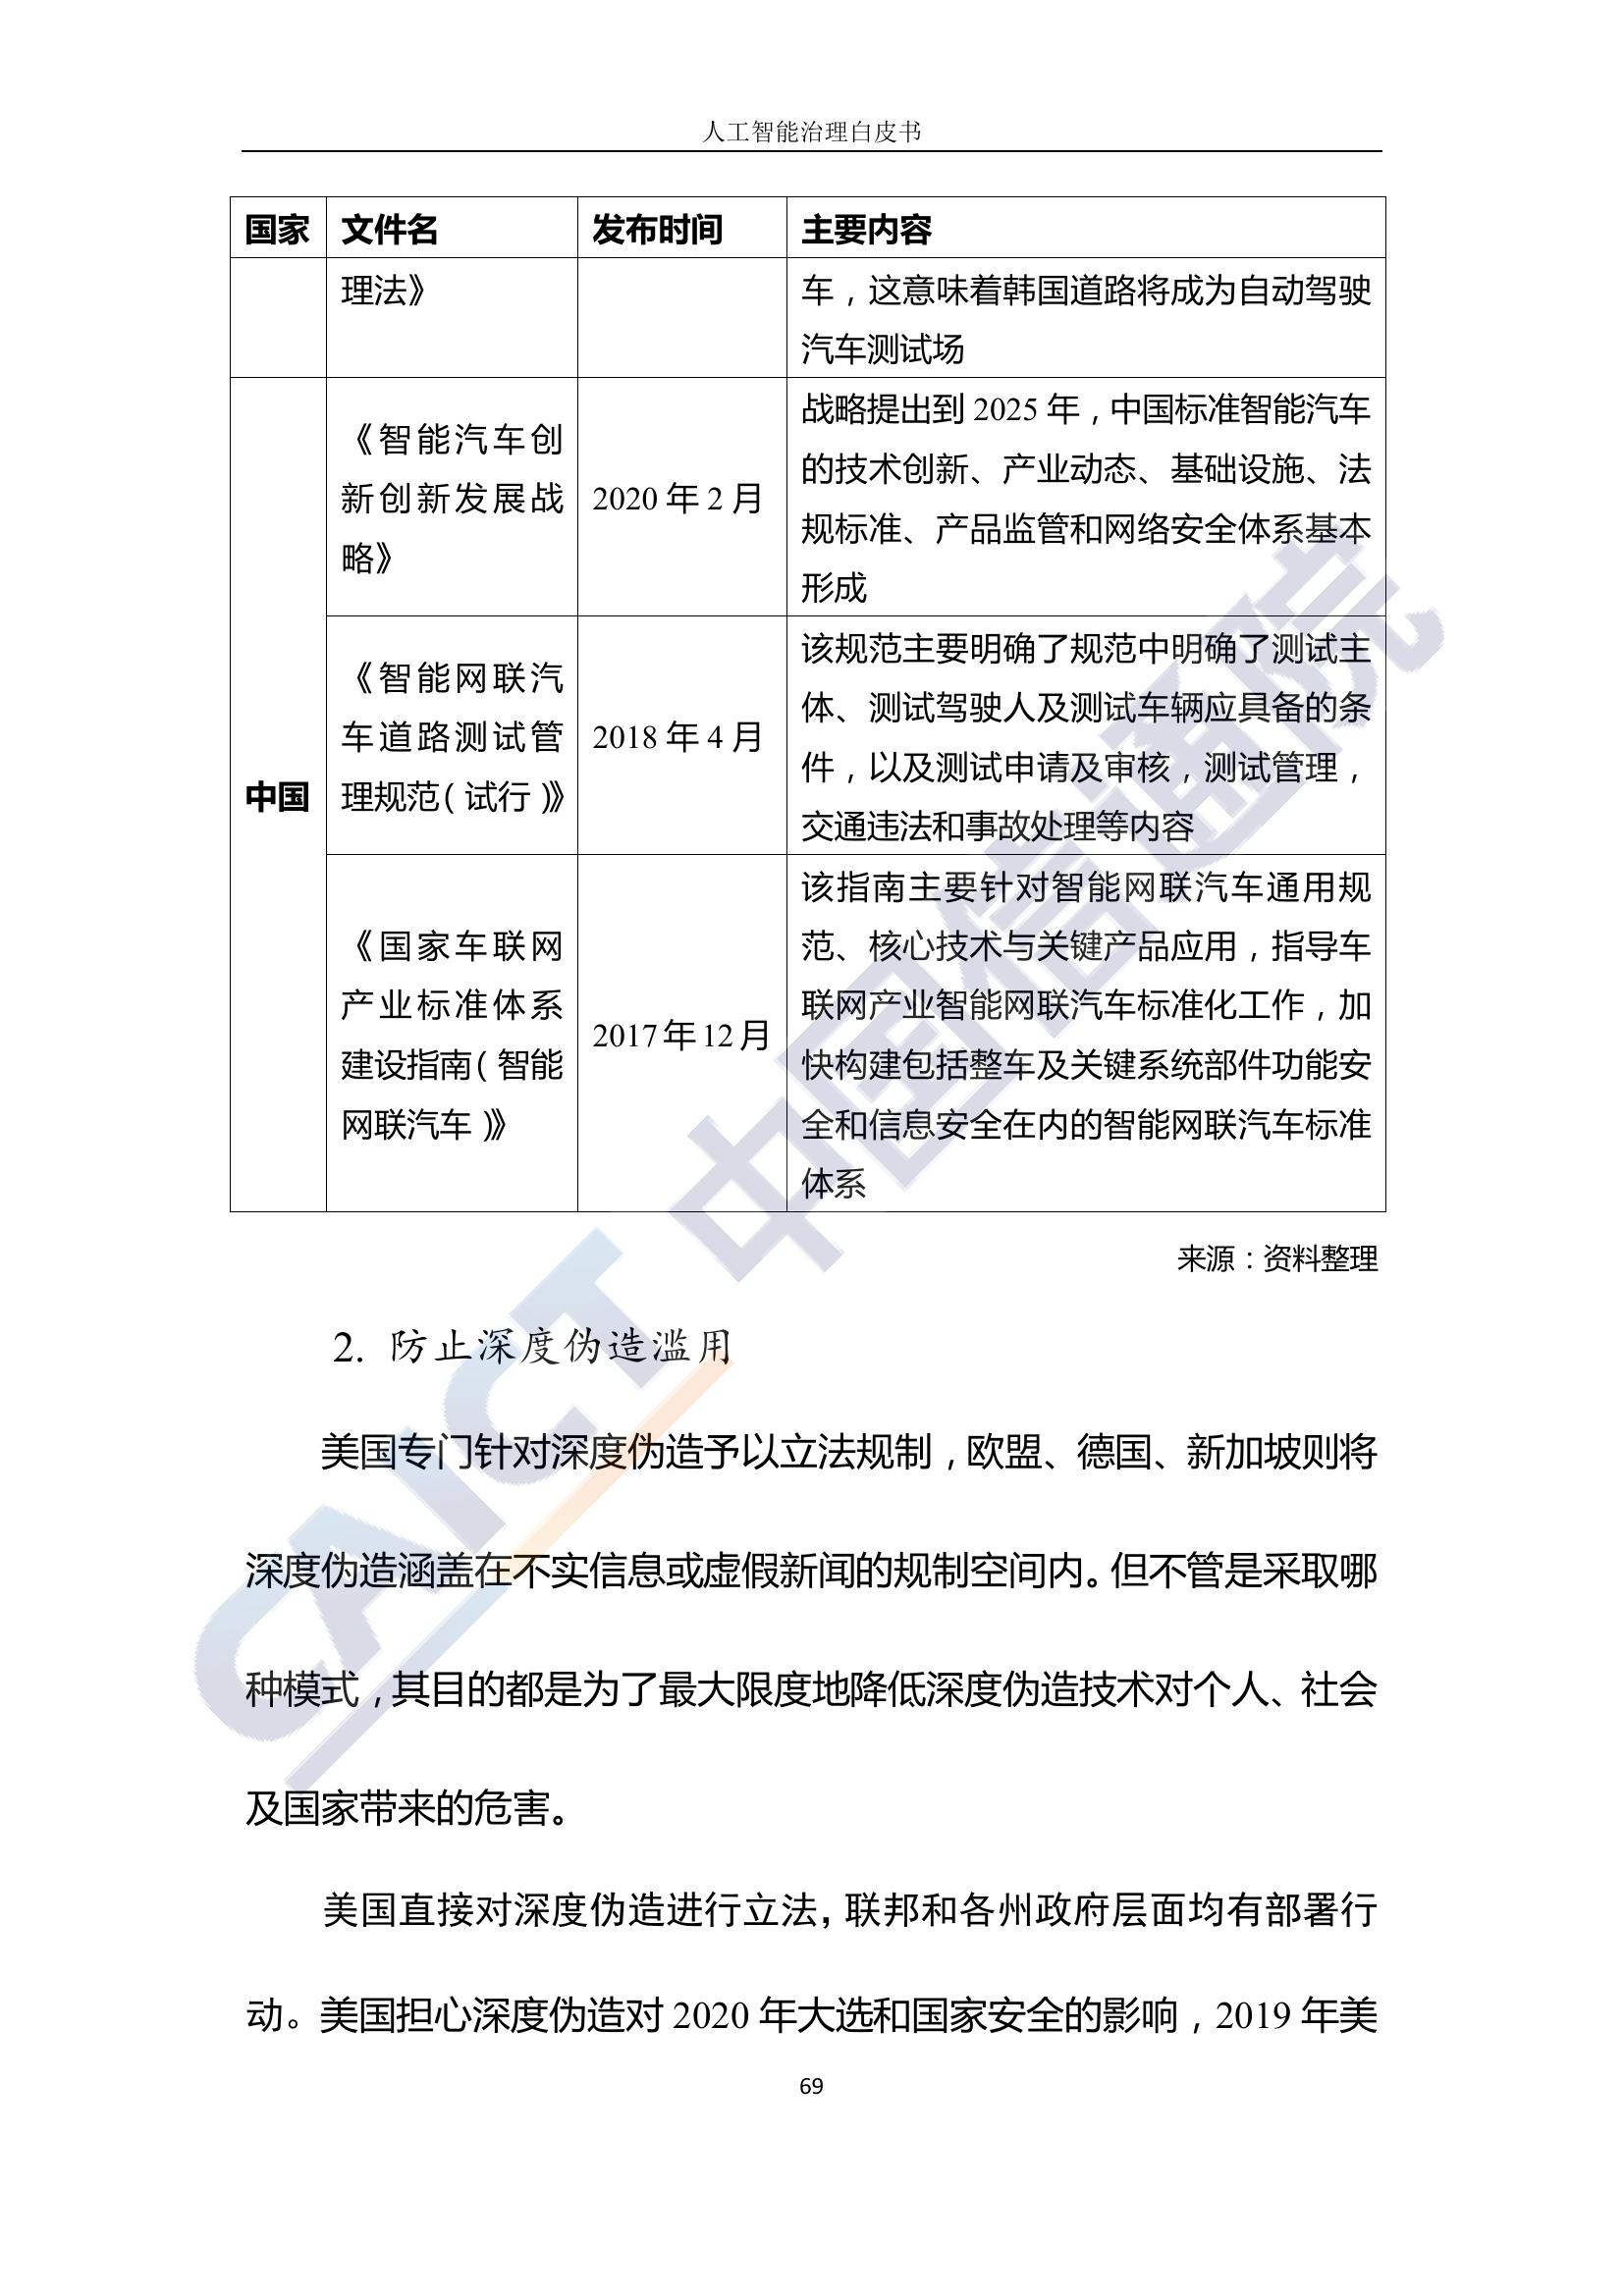 人工智能治理白皮书
国家 文件名 发布时间 主要内容
理法》
车，这意味着韩国道路将成为自动驾驶
汽车测试场
中国
《智能汽车创
新创新发展战
略》
2020 年 2 月
战略提出到 2025 年，中国标准智能汽车
的技术创新、产业动态、基础设施、法
规标准、产品监管和网络安全体系基本
形成
《智能网联汽
车道路测试管
理规范（试行）》
2018 年 4 月
该规范主要明确了规范中明确了测试主
体、测试驾驶人及测试车辆应具备的条
件，以及测试申请及审核，测试管理，
交通违法和事故处理等内容
《国家车联网
产业标准体系
建设指南（智能
网联汽车）》
2017 年 12 月
该指南主要针对智能网联汽车通用规
范、核心技术与关键产品应用，指导车
联网产业智能网联汽车标准化工作，加
快构建包括整车及关键系统部件功能安
全和信息安全在内的智能网联汽车标准
体系
来源：资料整理
2. 防止深度伪造滥用
美国专门针对深度伪造予以立法规制，欧盟、德国、新加坡则将
深度伪造涵盖在不实信息或虚假新闻的规制空间内。但不管是采取哪
种模式，其目的都是为了最大限度地降低深度伪造技术对个人、社会
及国家带来的危害。
美国直接对深度伪造进行立法，联邦和各州政府层面均有部署行
动。美国担心深度伪造对 2020 年大选和国家安全的影响，2019 年美
69
CAICT 中国信通院